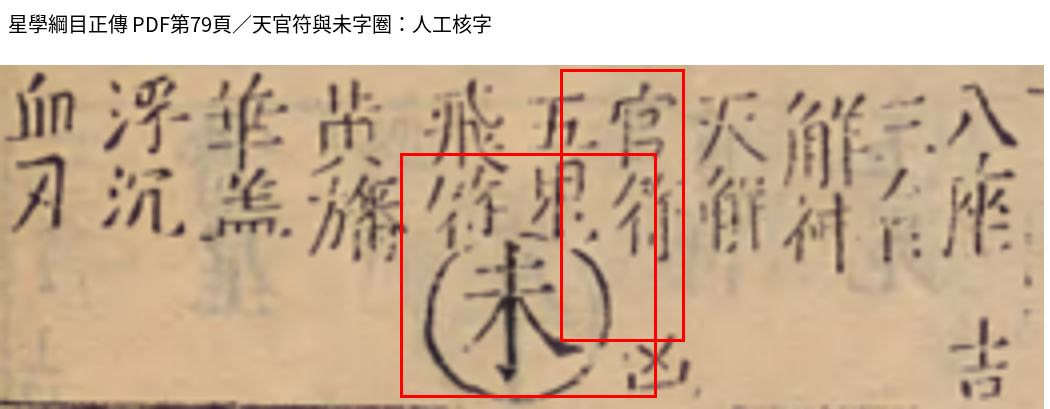 星學綱目正傳 PDF第79頁／天官符與未字圈：人工核字
八座
三台
解神
天解
官符
五鬼
飛符
黃旛
華盖
浮沉
血刃
吉
凶
未